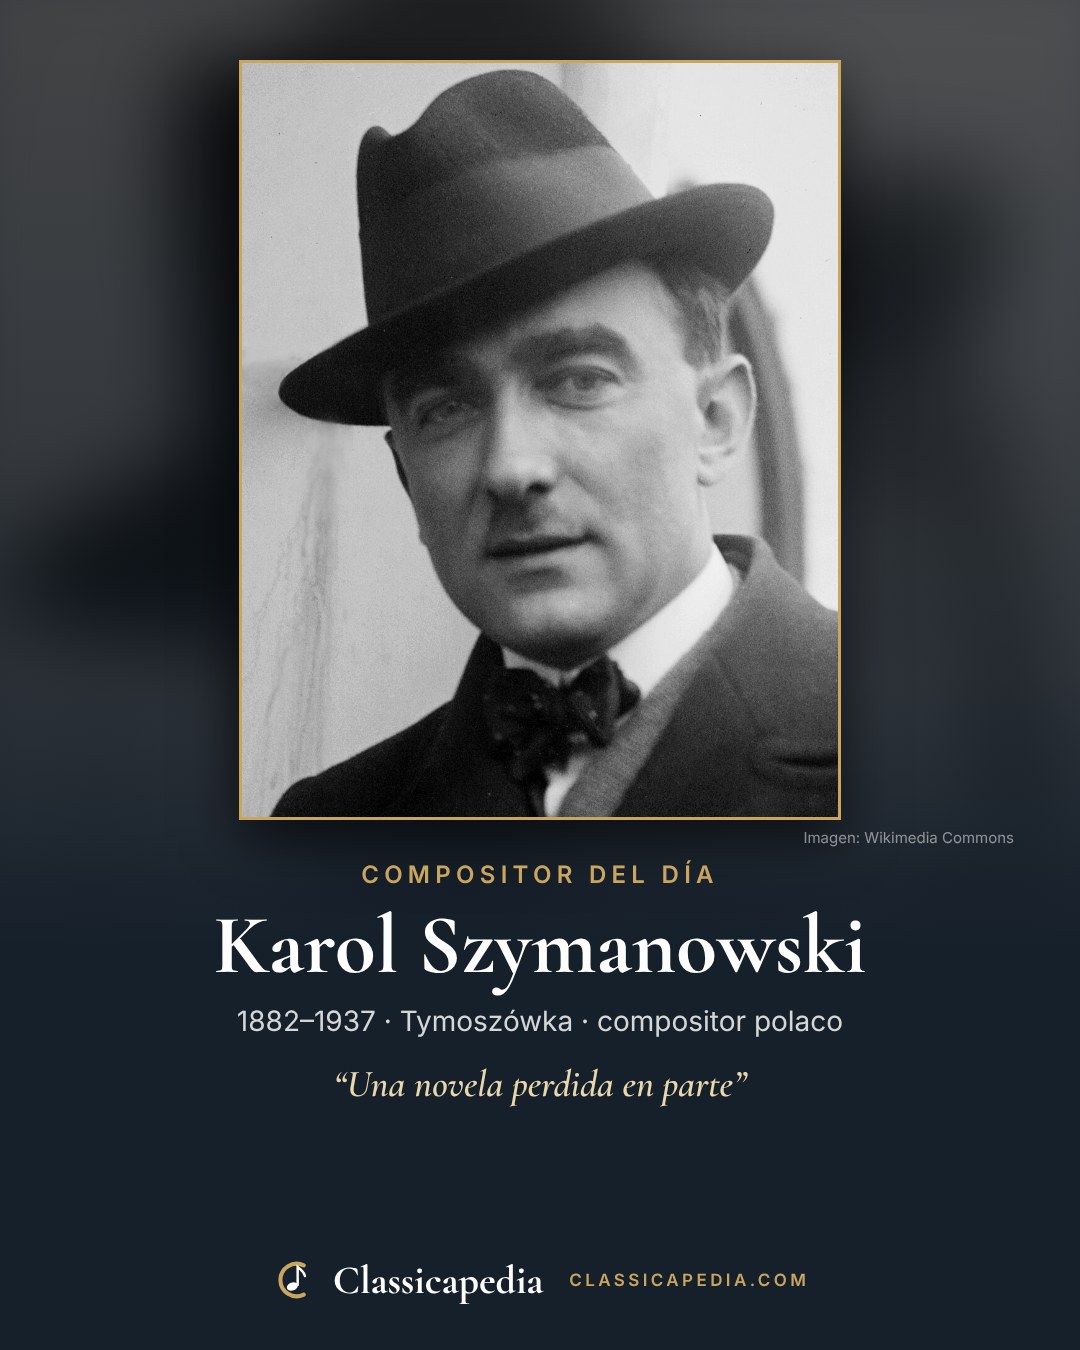 Imagen: Wikimedia Commons
COMPOSITOR DEL DÍA
Karol Szymanowski
1882–1937 · Tymoszówka · compositor polaco
“Una novela perdida en parte”
Classicapedia CLASSICAPEDIA.COM